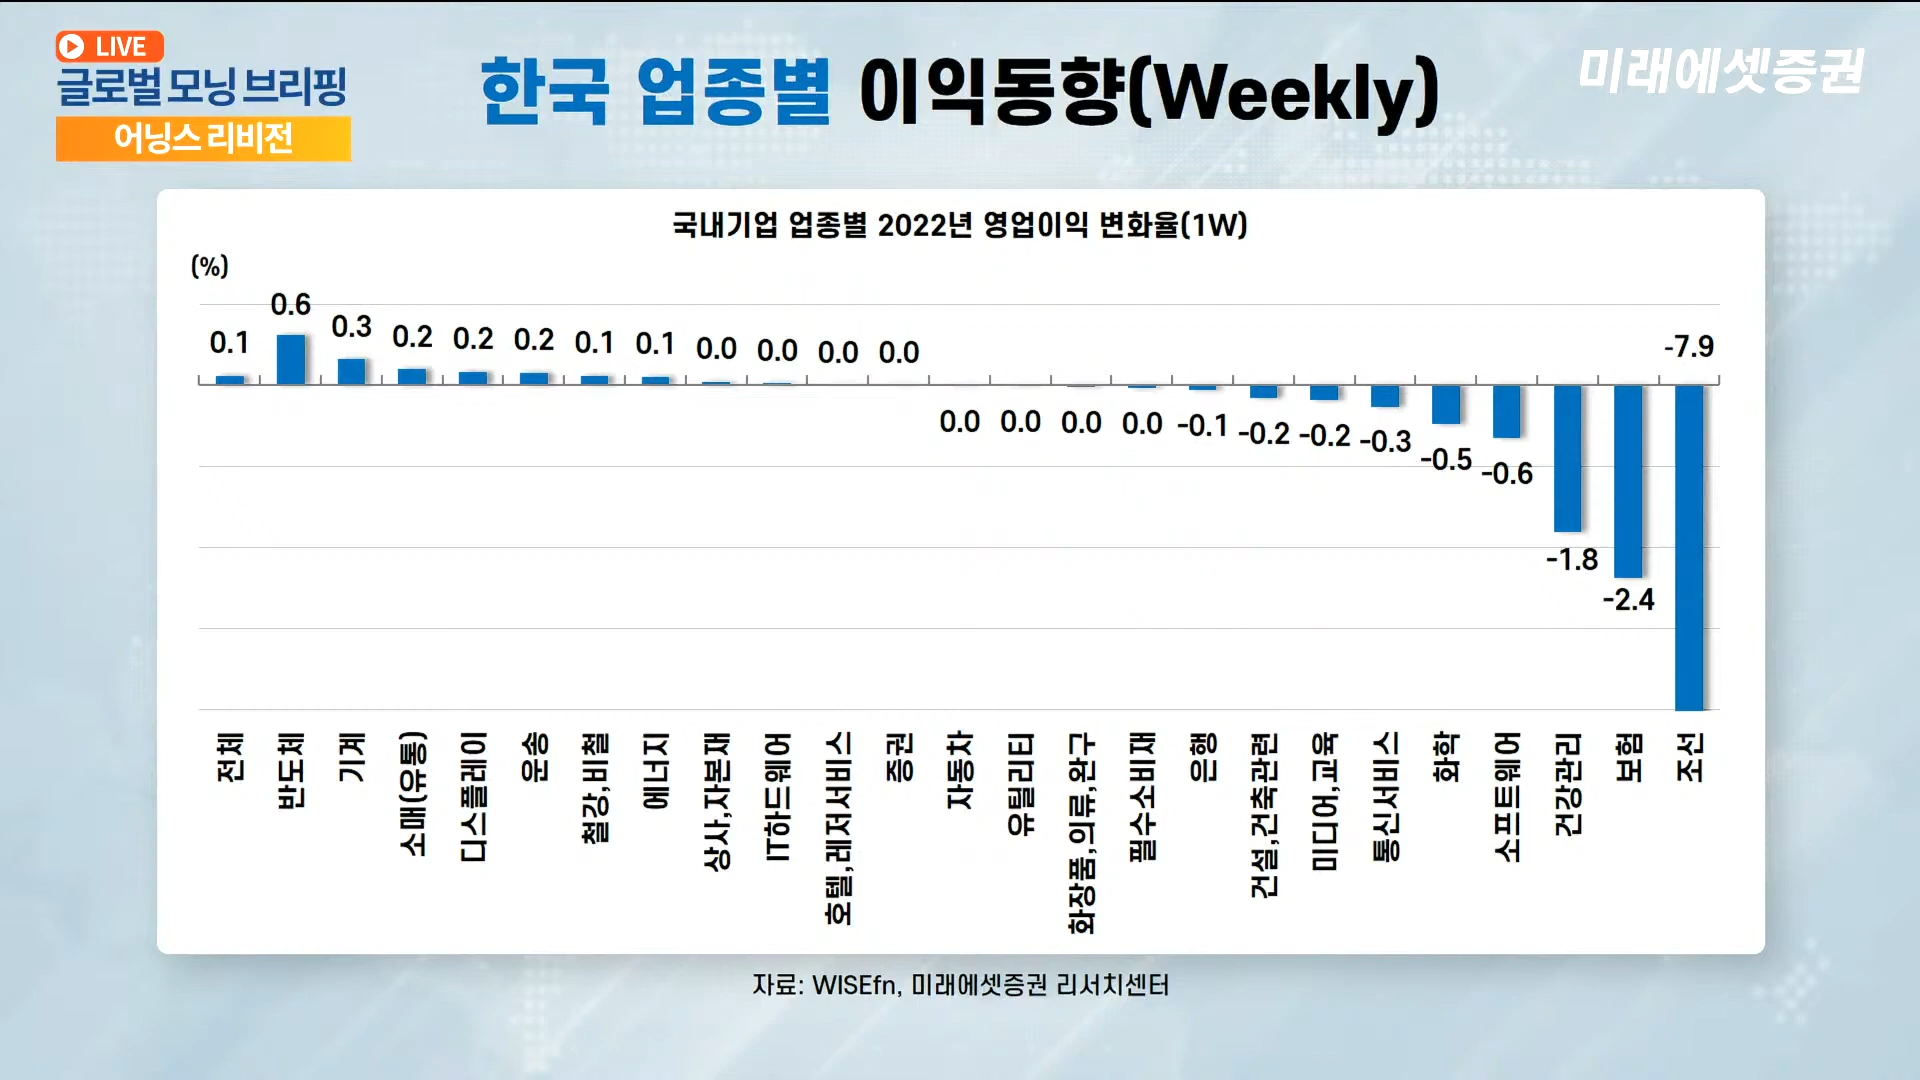 LIVE
글로벌 모닝 브리핑
어닝스 리비전
한국 업종별 이익동향(Weekly)
미래에셋증권
국내기업 업종별 2022년 영업이익 변화율(1W)
(%)
0.1
0.6
0.3
0.2
0.2
0.2
0.1
0.1
0.0
0.0
0.0
0.0
0.0
0.0
0.0
0.0
-0.1
-0.2
-0.2
-0.3
-0.5
-0.6
-1.8
-2.4
-7.9
전체
반도체
기계
소매(유통)
디스플레이
운송
철강,비철
에너지
상사,자본재
IT하드웨어
호텔,레저서비스
증권
자동차
유틸리티
화장품,의류,완구
필수소비재
은행
건설,건축관련
미디어,교육
통신서비스
화학
소프트웨어
건강관리
보험
조선
자료: WISEfn, 미래에셋증권 리서치센터